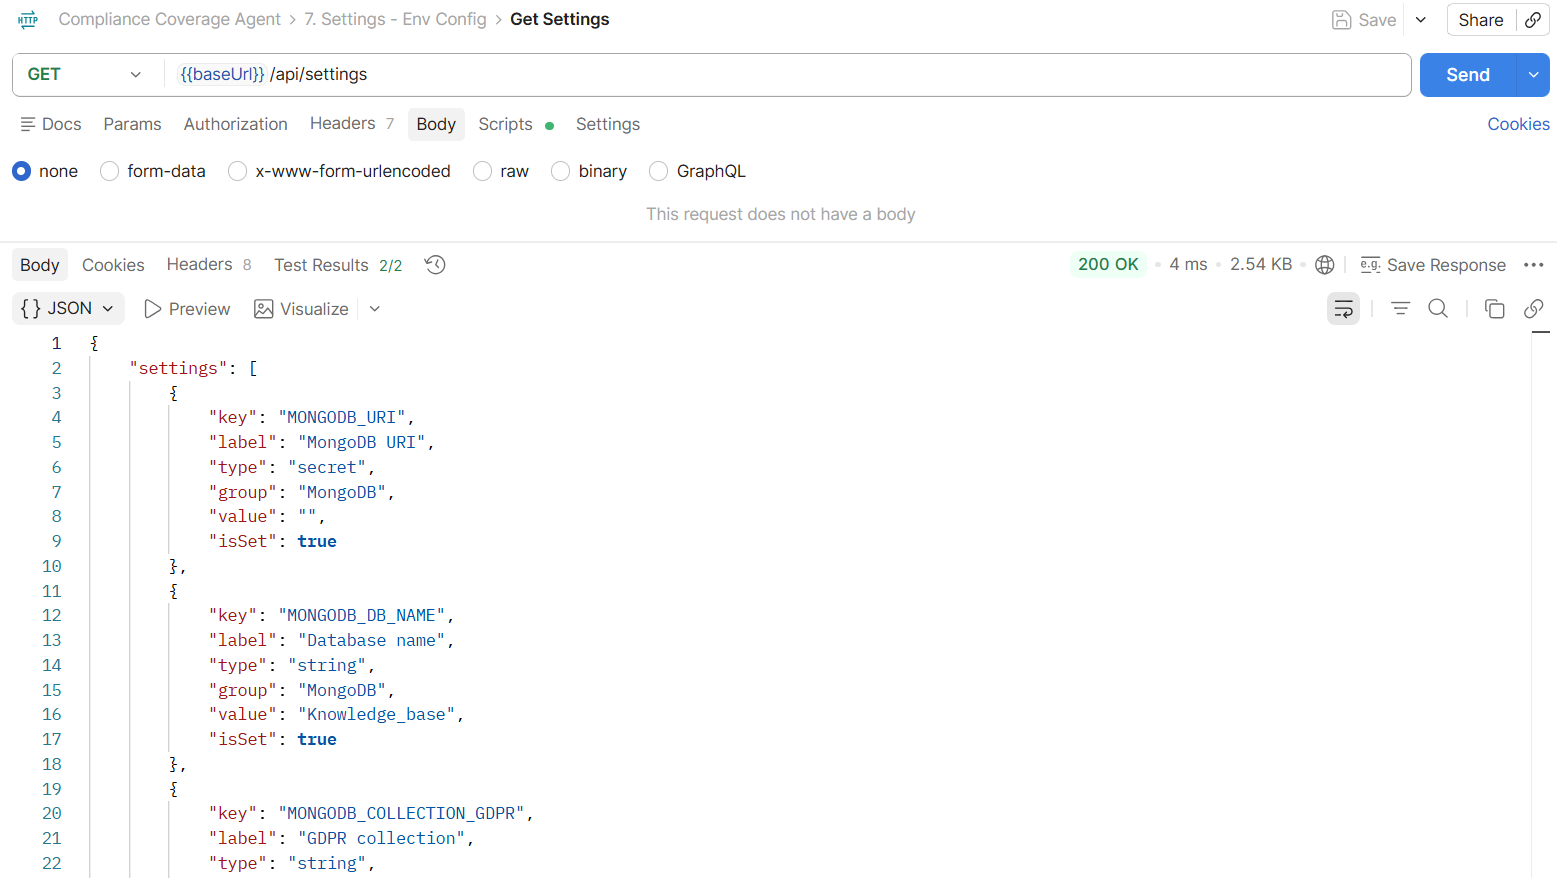 HTTP Compliance Coverage Agent > 7. Settings - Env Config > Get Settings Save Share
GET {{baseUrl}} /api/settings Send
Docs Params Authorization Headers 7 Body Scripts Settings Cookies
none form-data x-www-form-urlencoded raw binary GraphQL
This request does not have a body
Body Cookies Headers 8 Test Results 2/2 200 OK • 4 ms • 2.54 KB • e.g. Save Response
{} JSON Preview Visualize
1 {
2 "settings": [
3 {
4 "key": "MONGODB_URI",
5 "label": "MongoDB URI",
6 "type": "secret",
7 "group": "MongoDB",
8 "value": "",
9 "isSet": true
10 },
11 {
12 "key": "MONGODB_DB_NAME",
13 "label": "Database name",
14 "type": "string",
15 "group": "MongoDB",
16 "value": "Knowledge_base",
17 "isSet": true
18 },
19 {
20 "key": "MONGODB_COLLECTION_GDPR",
21 "label": "GDPR collection",
22 "type": "string",